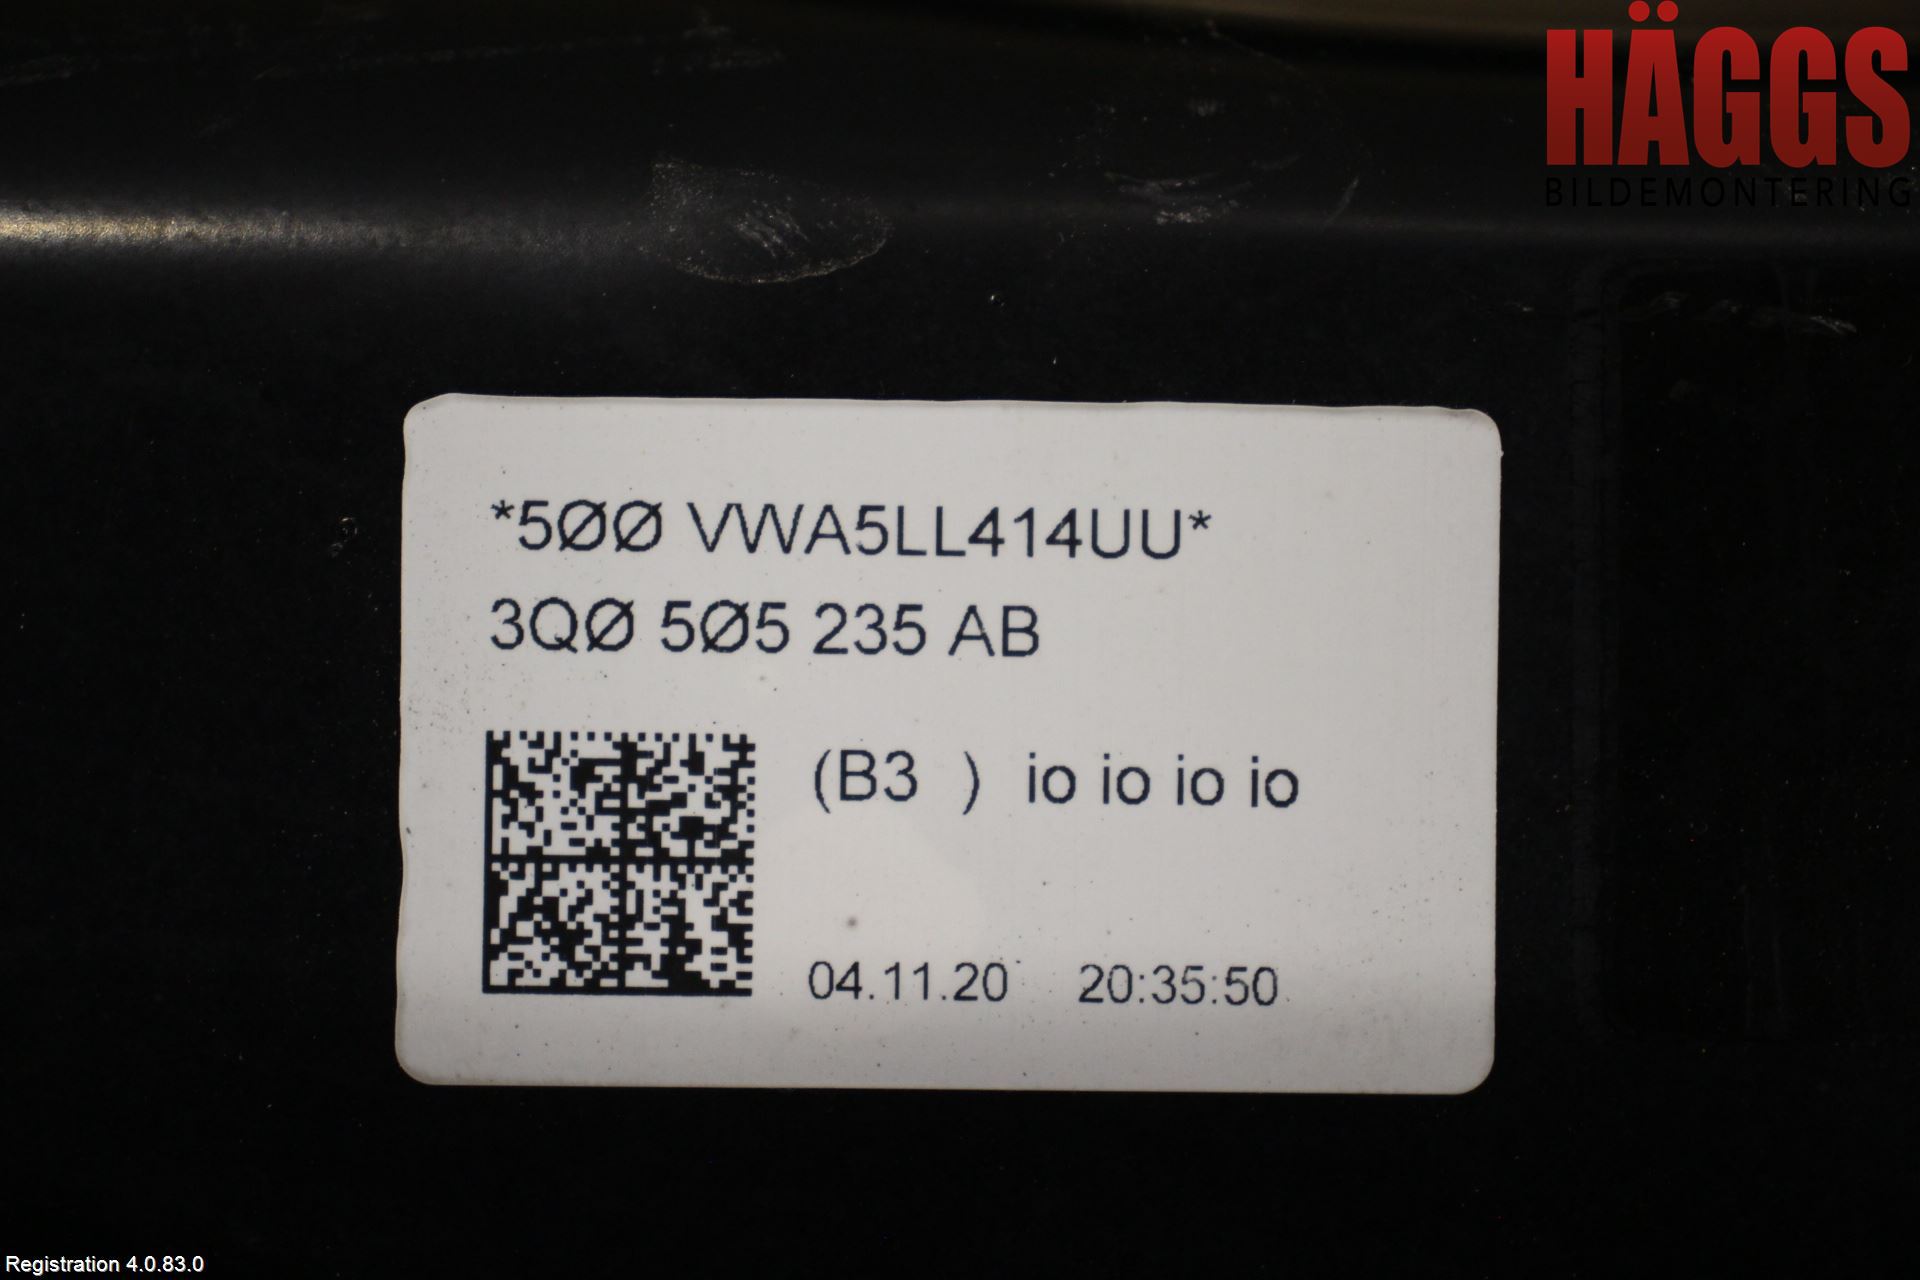 HÄGGS
BILDEMONTERING
*5ØØ VWA5LL414UU*
3QØ 5Ø5 235 AB
(B3 ) io io io io
04.11.20 20:35:50
Registration 4.0.83.0